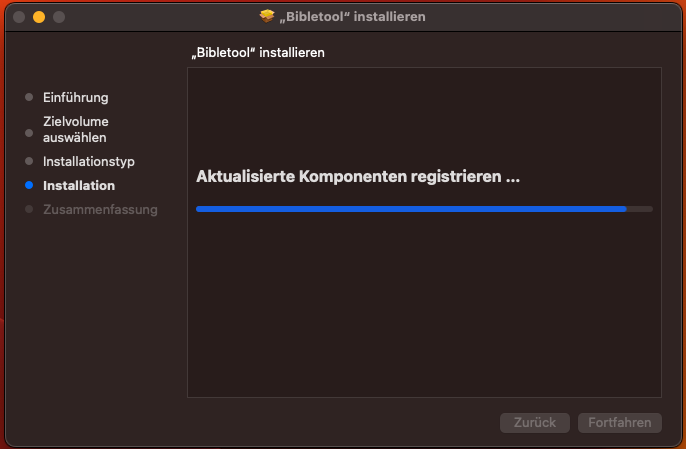 „Bibletool“ installieren
„Bibletool“ installieren
Einführung
Zielvolume
auswählen
Installationstyp
Installation
Zusammenfassung
Aktualisierte Komponenten registrieren ...
Zurück
Fortfahren